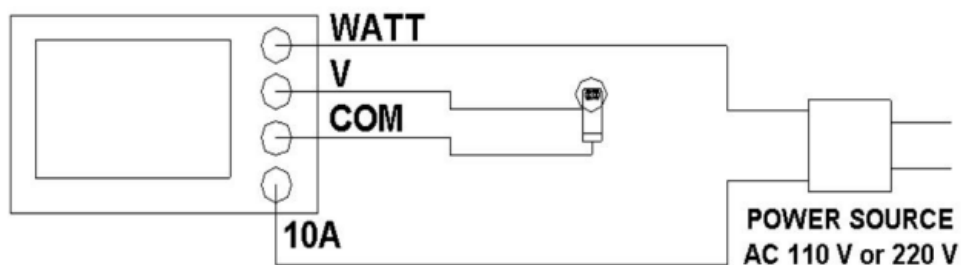 WATT
V
COM
10A
POWER SOURCE
AC 110 V or 220 V